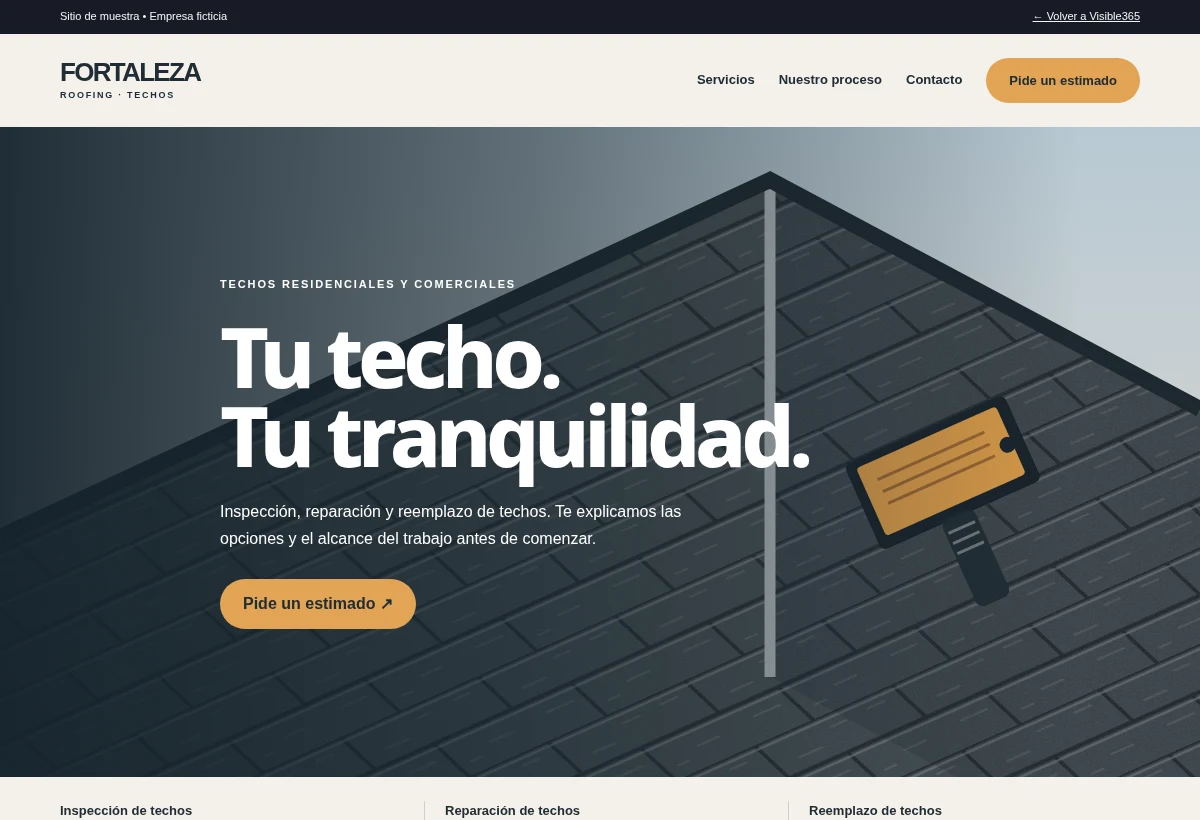 Sitio de muestra • Empresa ficticia
← Volver a Visible365
FORTALEZA
ROOFING · TECHOS
Servicios
Nuestro proceso
Contacto
Pide un estimado
TECHOS RESIDENCIALES Y COMERCIALES
Tu techo.
Tu tranquilidad.
Inspección, reparación y reemplazo de techos. Te explicamos las
opciones y el alcance del trabajo antes de comenzar.
Pide un estimado ↗
Inspección de techos
Reparación de techos
Reemplazo de techos